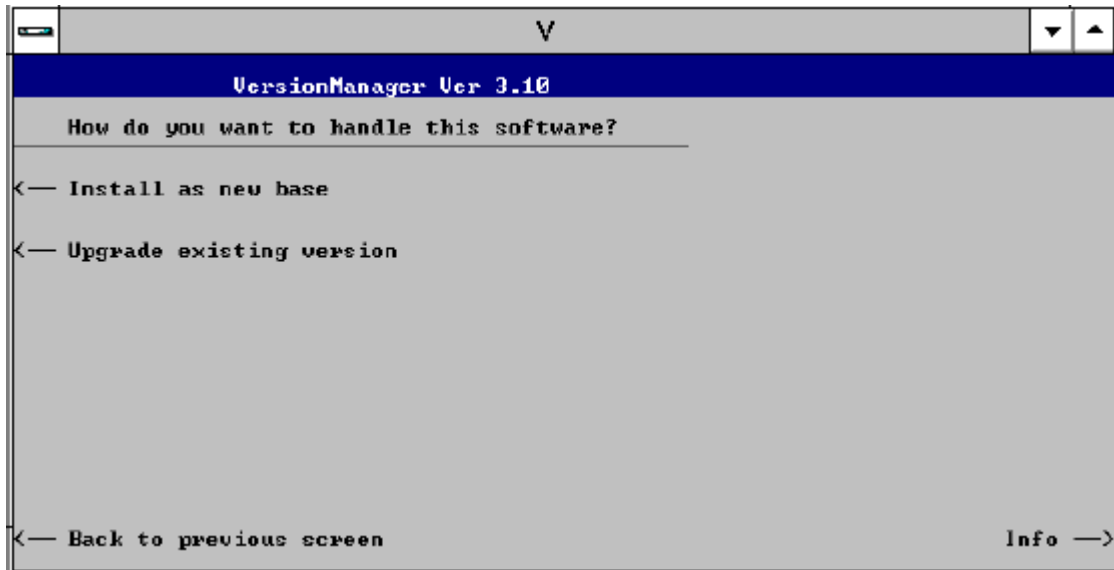 V
VersionManager Ver 3.10
How do you want to handle this software?
<— Install as new base
<— Upgrade existing version
<— Back to previous screen Info —>